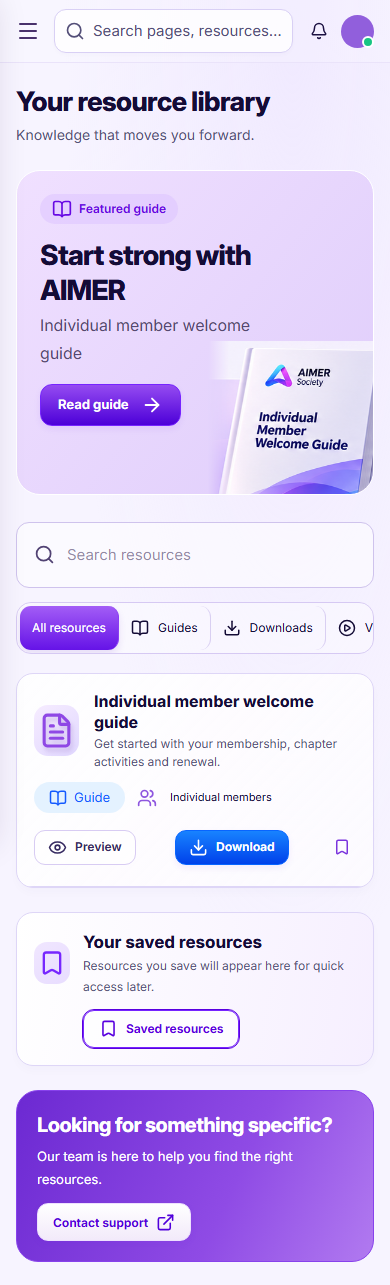 Search pages, resources...
Your resource library
Knowledge that moves you forward.
Featured guide
Start strong with
AIMER
Individual member welcome
guide
Read guide
AIMER
Society
Individual
Member
Welcome Guide
Search resources
All resources
Guides
Downloads
V
Individual member welcome
guide
Get started with your membership, chapter
activities and renewal.
Guide
Individual members
Preview
Download
Your saved resources
Resources you save will appear here for quick
access later.
Saved resources
Looking for something specific?
Our team is here to help you find the right
resources.
Contact support